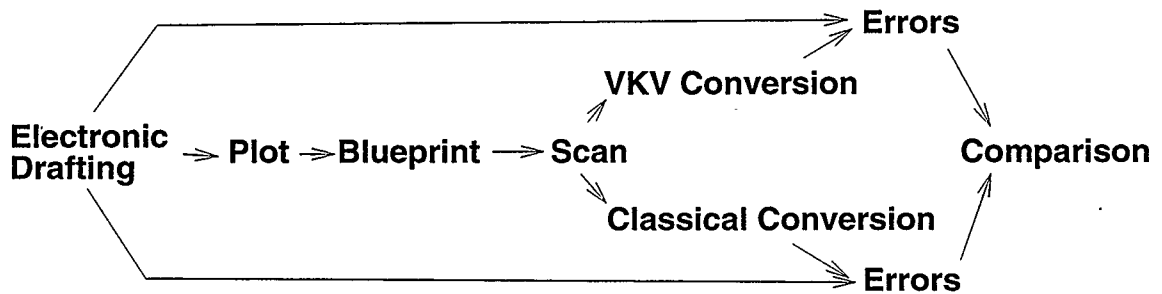 Errors
VKV Conversion
Electronic
Drafting
Plot
Blueprint
Scan
Comparison
Classical Conversion
Errors